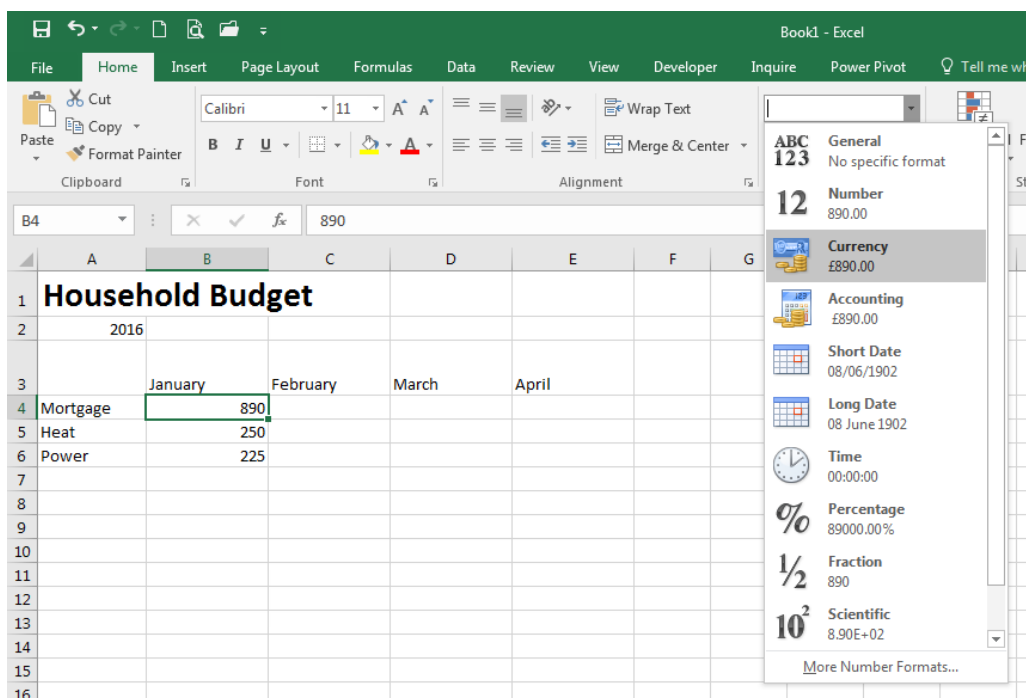 Book1 - Excel
File Home Insert Page Layout Formulas Data Review View Developer Inquire Power Pivot Tell me
Cut
Copy
Format Painter
Paste
Clipboard
Calibri 11 A A
B I U A
Font
Wrap Text
Merge & Center
Alignment
B4 fx 890
A B C D E F G
1 Household Budget
2 2016
3 January February March April
4 Mortgage 890
5 Heat 250
6 Power 225
7
8
9
10
11
12
13
14
15
16
ABC 123 General
No specific format
12 Number
890.00
Currency
£890.00
Accounting
£890.00
Short Date
08/06/1902
Long Date
08 June 1902
Time
00:00:00
% Percentage
89000.00%
½ Fraction
890
10² Scientific
8.90E+02
More Number Formats...